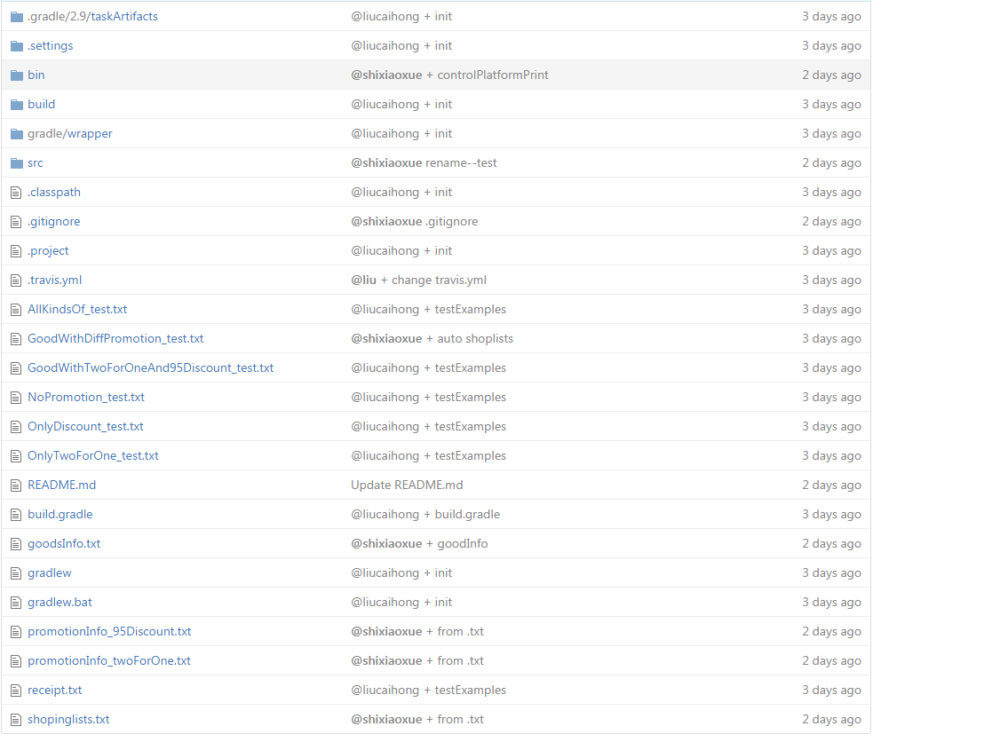 .gradle/2.9/taskArtifacts @liucaihong + init 3 days ago
.settings @liucaihong + init 3 days ago
bin @shixiaoxue + controlPlatformPrint 2 days ago
build @liucaihong + init 3 days ago
gradle/wrapper @liucaihong + init 3 days ago
src @shixiaoxue rename--test 2 days ago
.classpath @liucaihong + init 3 days ago
.gitignore @shixiaoxue .gitignore 2 days ago
.project @liucaihong + init 3 days ago
.travis.yml @liu + change travis.yml 3 days ago
AllKindsOf_test.txt @liucaihong + testExamples 3 days ago
GoodWithDiffPromotion_test.txt @shixiaoxue + auto shoplists 3 days ago
GoodWithTwoForOneAnd95Discount_test.txt @liucaihong + testExamples 3 days ago
NoPromotion_test.txt @liucaihong + testExamples 3 days ago
OnlyDiscount_test.txt @liucaihong + testExamples 3 days ago
OnlyTwoForOne_test.txt @liucaihong + testExamples 3 days ago
README.md Update README.md 2 days ago
build.gradle @liucaihong + build.gradle 3 days ago
goodsInfo.txt @shixiaoxue + goodInfo 2 days ago
gradlew @liucaihong + init 3 days ago
gradlew.bat @liucaihong + init 3 days ago
promotionInfo_95Discount.txt @shixiaoxue + from .txt 2 days ago
promotionInfo_twoForOne.txt @shixiaoxue + from .txt 2 days ago
receipt.txt @liucaihong + testExamples 3 days ago
shopinglists.txt @shixiaoxue + from .txt 2 days ago